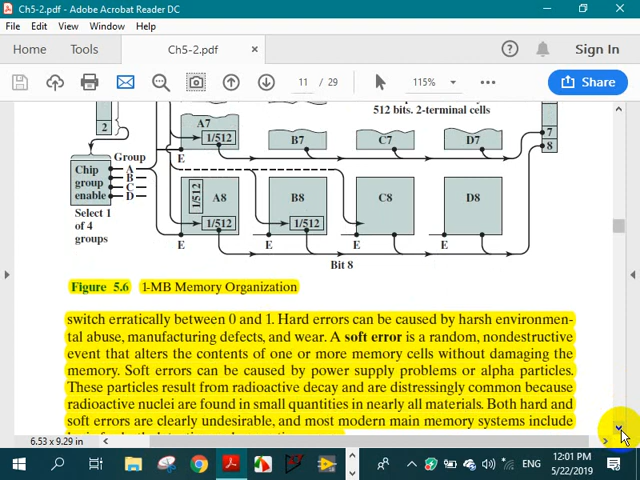 Ch5-2.pdf - Adobe Acrobat Reader DC
File Edit View Window Help
Home Tools Ch5-2.pdf × ? Sign In
11 / 29 115% Share
512 bits. 2-terminal cells
2
A7
1/512
B7 C7 D7
7
8
E
Group
Chip
group
enable
A
B
C
D
Select 1
of 4
groups
1/512
A8 B8 C8 D8
1/512 1/512
E E E E
Bit 8
Figure 5.6 1-MB Memory Organization
switch erratically between 0 and 1. Hard errors can be caused by harsh environmen-
tal abuse, manufacturing defects, and wear. A soft error is a random, nondestructive
event that alters the contents of one or more memory cells without damaging the
memory. Soft errors can be caused by power supply problems or alpha particles.
These particles result from radioactive decay and are distressingly common because
radioactive nuclei are found in small quantities in nearly all materials. Both hard and
soft errors are clearly undesirable, and most modern main memory systems include
6.53 x 9.29 in
ENG
12:01 PM
5/22/2019